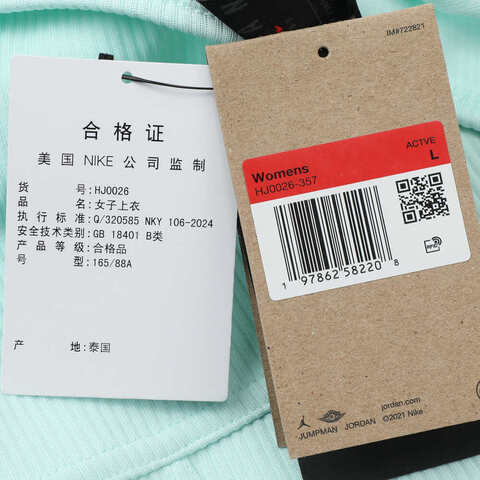 合格证
美国 NIKE 公司监制
货号:HJ0026
品名:女子上衣
执行标准:Q/320585 NKY 106-2024
安全技术类别:GB 18401 B类
产品等级:合格品
号型:165/88A
产地:泰国
IM#722821
ACTVE
Womens
L
HJ0026-357
1 97862 58220 8
jordan.com
©2021 Nike
JUMPMAN JORDAN